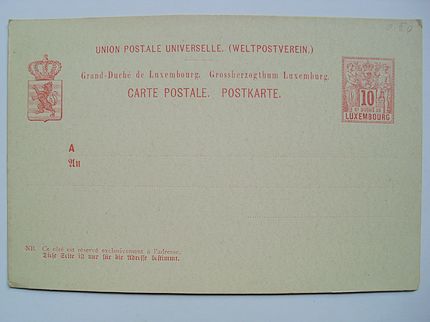 UNION POSTALE UNIVERSELLE. (WELTPOSTVEREIN.)
Grand-Duché de Luxembourg. Grossherzogthum Luxemburg.
CARTE POSTALE. POSTKARTE.
10
LUXEMBOURG
A
An
NB. Ce côté est réservé exclusivement à l'adresse.
Diese Seite ist nur für die Adresse bestimmt.